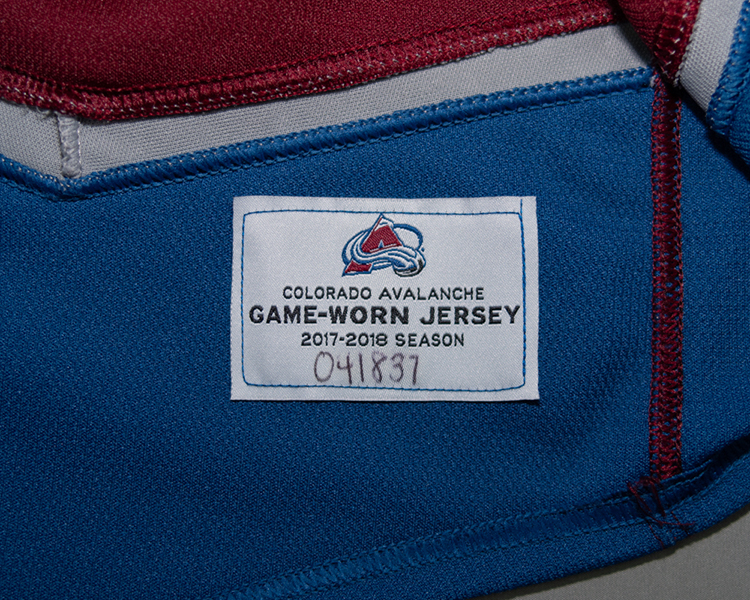 COLORADO AVALANCHE
GAME-WORN JERSEY
2017-2018 SEASON
041837